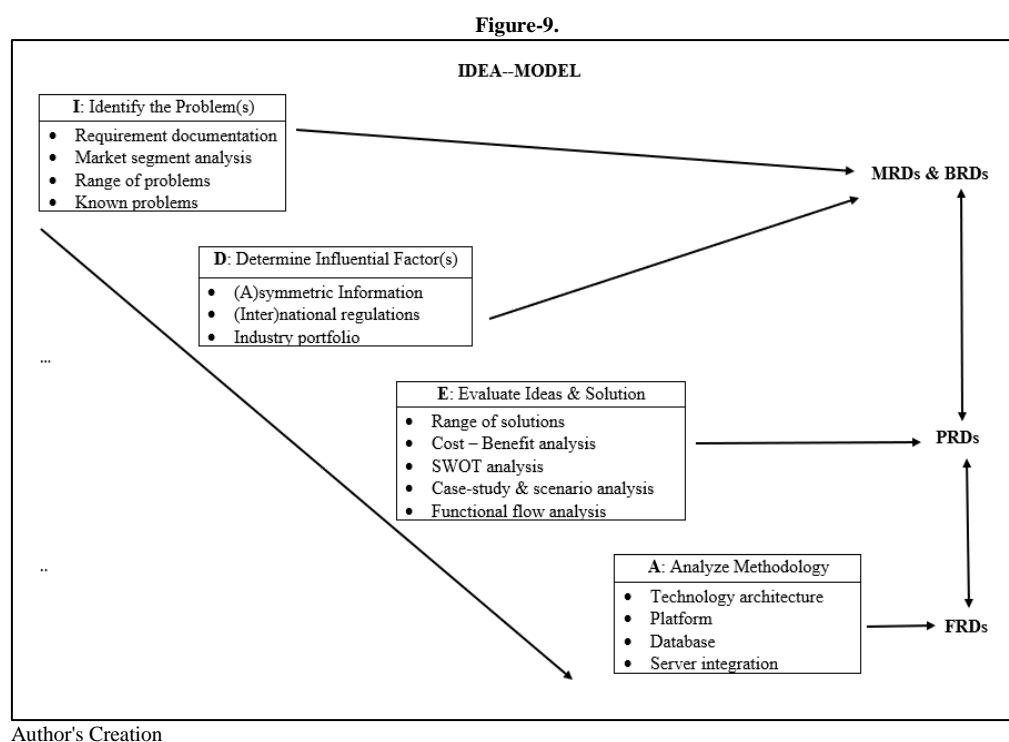 Figure-9.
IDEA--MODEL
I: Identify the Problem(s)
• Requirement documentation
• Market segment analysis
• Range of problems
• Known problems
MRDs & BRDs
D: Determine Influential Factor(s)
• (A)symmetric Information
• (Inter)national regulations
• Industry portfolio
...
E: Evaluate Ideas & Solution
• Range of solutions
• Cost – Benefit analysis
• SWOT analysis
• Case-study & scenario analysis
• Functional flow analysis
PRDs
..
A: Analyze Methodology
• Technology architecture
• Platform
• Database
• Server integration
FRDs
Author's Creation